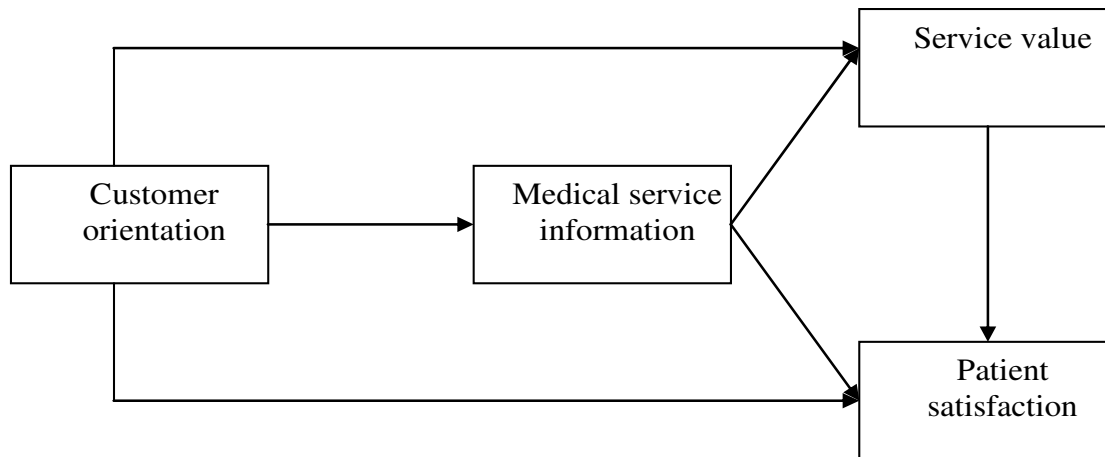 Service value
Customer
orientation
Medical service
information
Patient
satisfaction